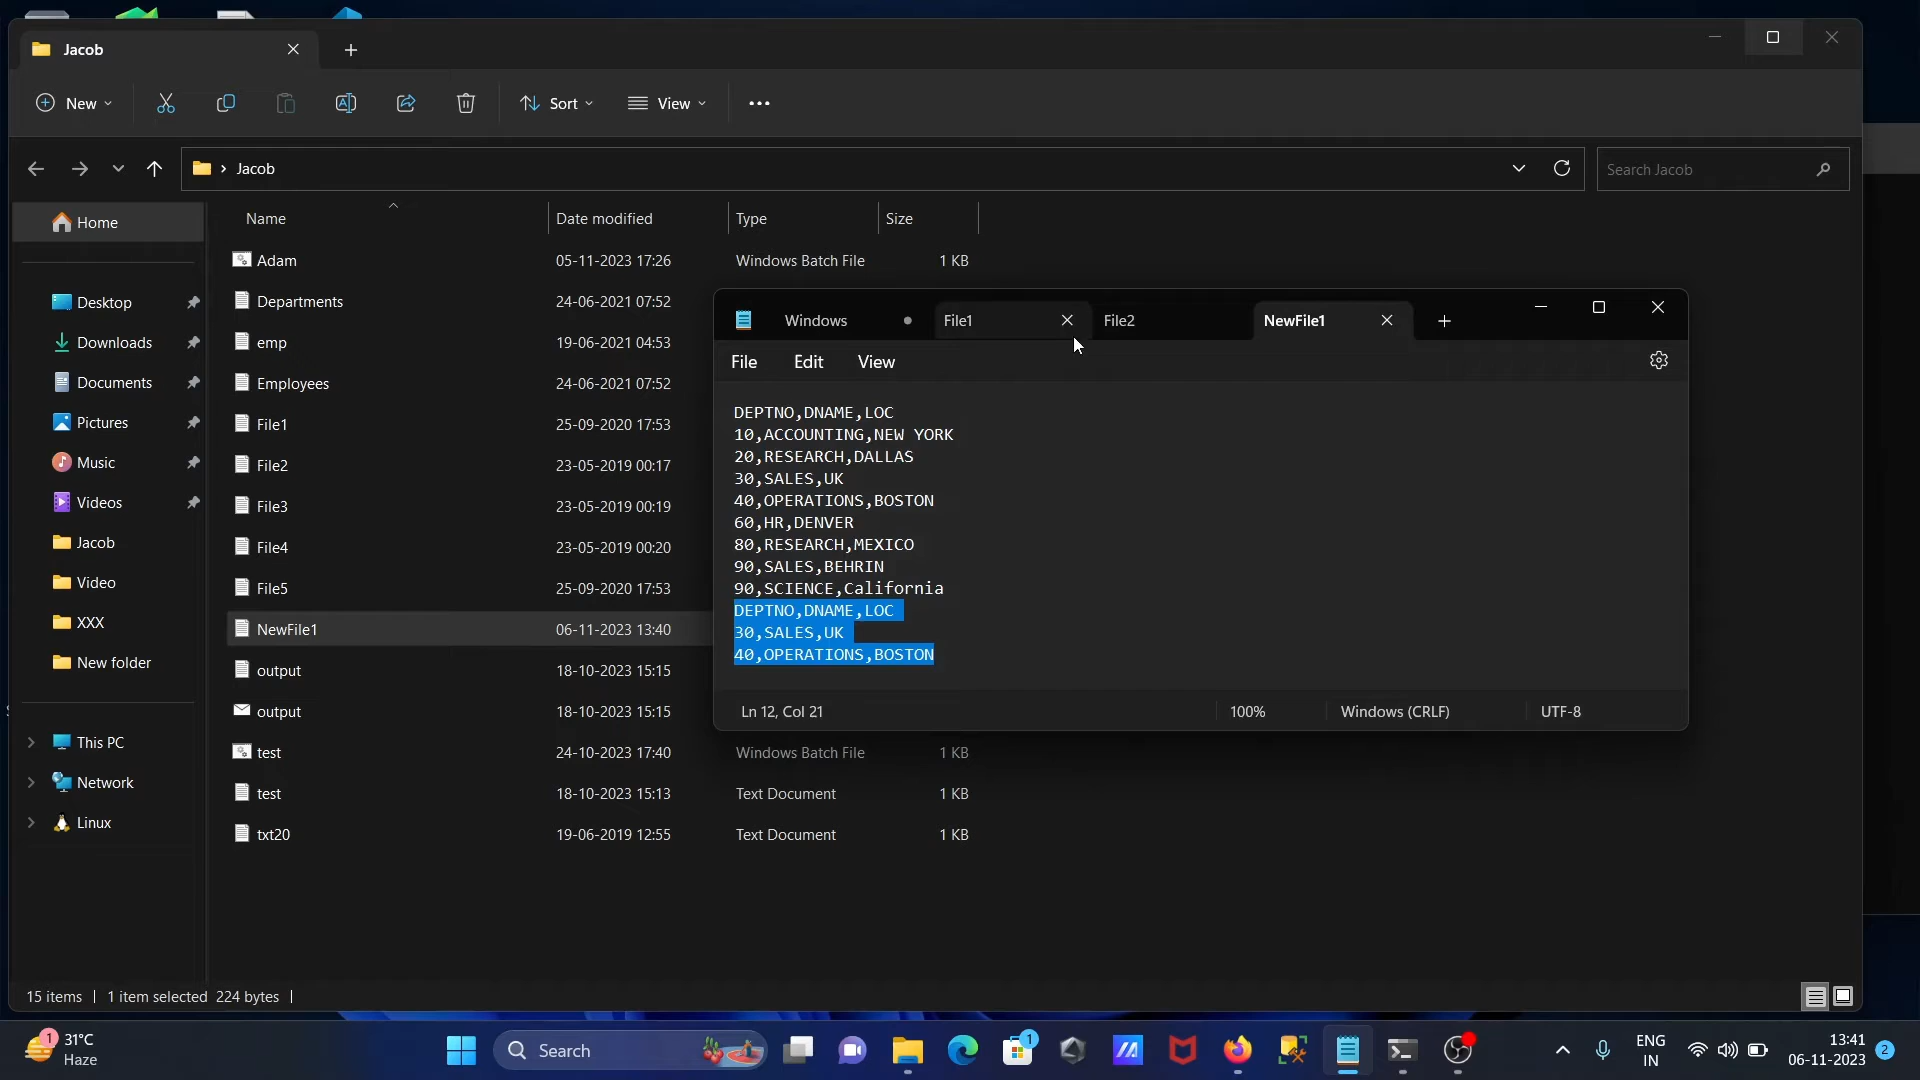 Jacob
New
Sort
View
Jacob
Search Jacob
Home
Desktop
Downloads
Documents
Pictures
Music
Videos
Jacob
Video
XXX
New folder
This PC
Network
Linux
Name Date modified Type Size
Adam 05-11-2023 17:26 Windows Batch File 1 KB
Departments 24-06-2021 07:52
emp 19-06-2021 04:53
Employees 24-06-2021 07:52
File1 25-09-2020 17:53
File2 23-05-2019 00:17
File3 23-05-2019 00:19
File4 23-05-2019 00:20
File5 25-09-2020 17:53
NewFile1 06-11-2023 13:40
output 18-10-2023 15:15
output 18-10-2023 15:15
test 24-10-2023 17:40 Windows Batch File 1 KB
test 18-10-2023 15:13 Text Document 1 KB
txt20 19-06-2019 12:55 Text Document 1 KB
Windows File1 File2 NewFile1
File Edit View
DEPTNO,DNAME,LOC
10,ACCOUNTING,NEW YORK
20,RESEARCH,DALLAS
30,SALES,UK
40,OPERATIONS,BOSTON
60,HR,DENVER
80,RESEARCH,MEXICO
90,SALES,BEHRIN
90,SCIENCE,California
DEPTNO,DNAME,LOC
30,SALES,UK
40,OPERATIONS,BOSTON
Ln 12, Col 21 100% Windows (CRLF) UTF-8
15 items 1 item selected 224 bytes
1 31°C
Haze
Search
1
ENG
IN
13:41
06-11-2023 2